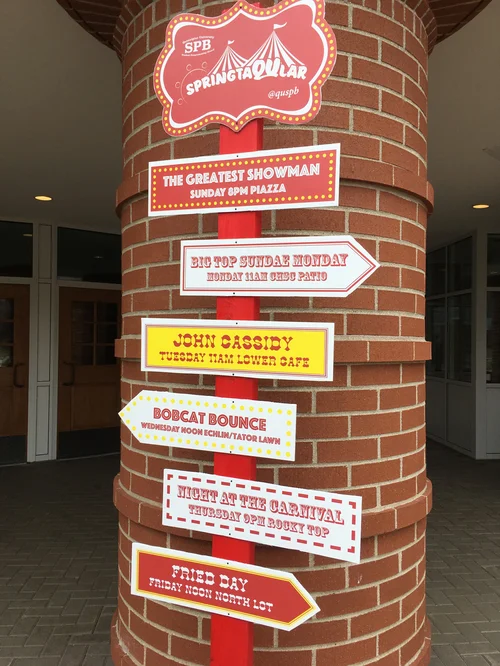 SPB
SPRINGTAQULAR
@quspb
THE GREATEST SHOWMAN
SUNDAY 8PM PIAZZA
BIG TOP SUNDAE MONDAY
MONDAY 11AM CHSC PATIO
JOHN CASSIDY
TUESDAY 11AM LOWER CAFE
BOBCAT BOUNCE
WEDNESDAY NOON ECHLIN/TATOR LAWN
NIGHT AT THE CARNIVAL
THURSDAY 9PM ROCKY TOP
FRIED DAY
FRIDAY NOON NORTH LOT